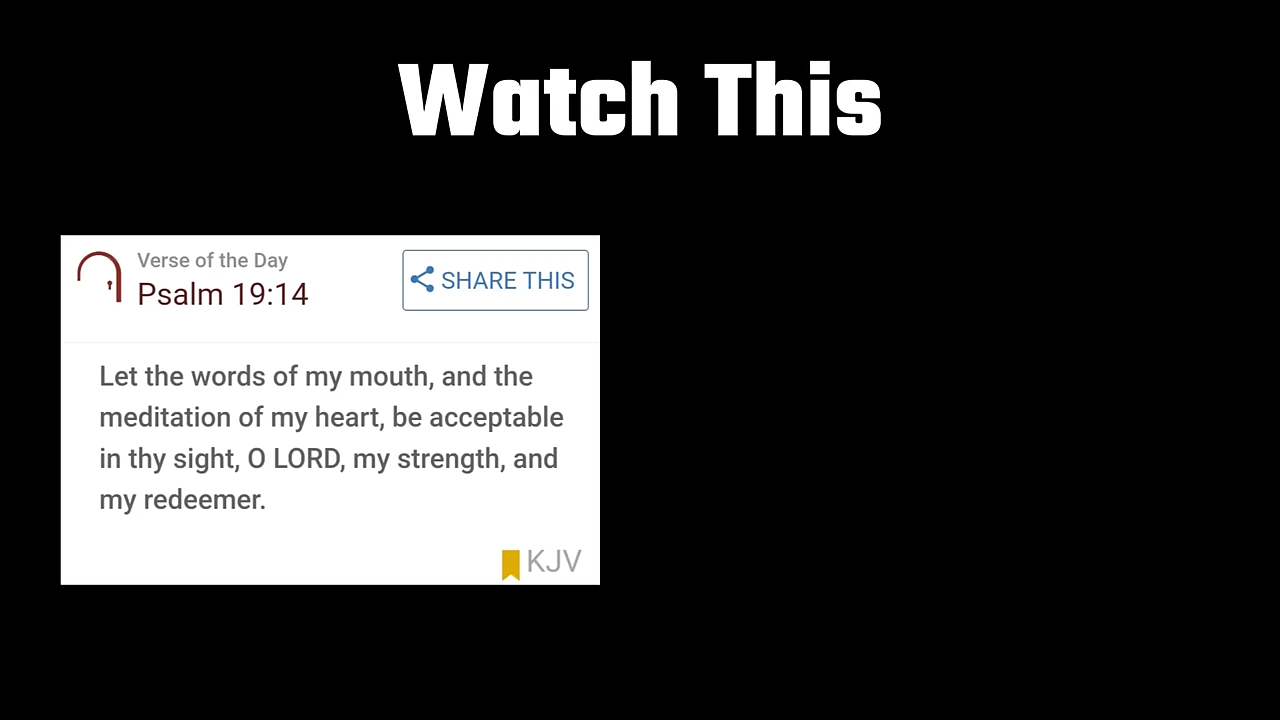 Watch This
Verse of the Day
Psalm 19:14
SHARE THIS
Let the words of my mouth, and the
meditation of my heart, be acceptable
in thy sight, O LORD, my strength, and
my redeemer.
KJV